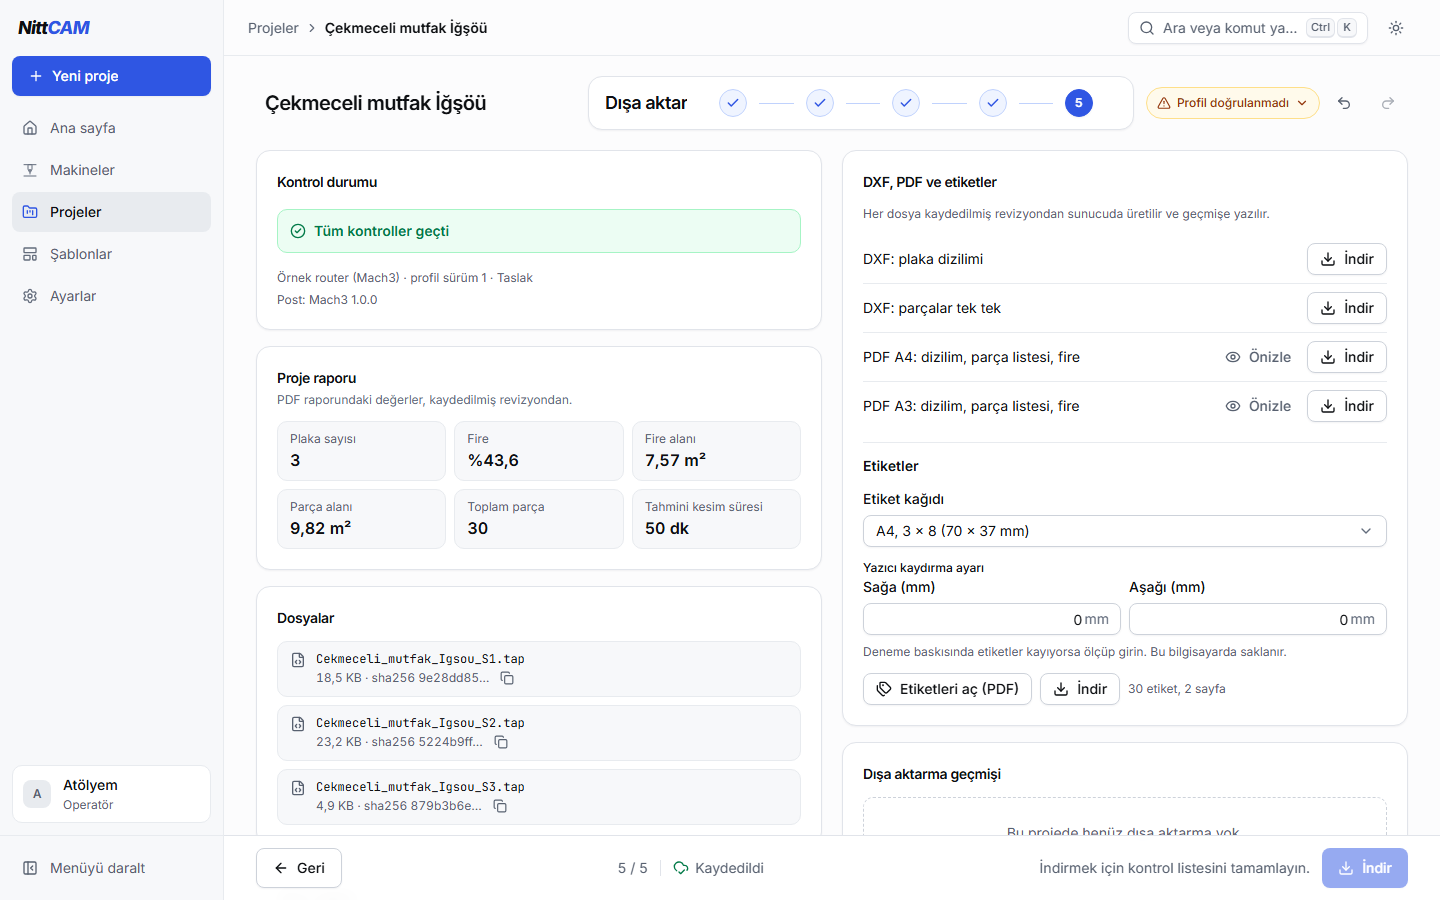 NittCAM
Yeni proje
Ana sayfa
Makineler
Projeler
Şablonlar
Ayarlar
A
Atölyem
Operatör
Menüyü daralt
Projeler > Çekmeceli mutfak İğşöü
Ara veya komut ya... Ctrl K
Çekmeceli mutfak İğşöü
Dışa aktar
5
Profil doğrulanmadı
Kontrol durumu
Tüm kontroller geçti
Örnek router (Mach3) · profil sürüm 1 · Taslak
Post: Mach3 1.0.0
Proje raporu
PDF raporundaki değerler, kaydedilmiş revizyondan.
Plaka sayısı
3
Fire
%43,6
Fire alanı
7,57 m²
Parça alanı
9,82 m²
Toplam parça
30
Tahmini kesim süresi
50 dk
Dosyalar
Cekmeceli_mutfak_Igsou_S1.tap
18,5 KB · sha256 9e28dd85...
Cekmeceli_mutfak_Igsou_S2.tap
23,2 KB · sha256 5224b9ff...
Cekmeceli_mutfak_Igsou_S3.tap
4,9 KB · sha256 879b3b6e...
DXF, PDF ve etiketler
Her dosya kaydedilmiş revizyondan sunucuda üretilir ve geçmişe yazılır.
DXF: plaka dizilimi İndir
DXF: parçalar tek tek İndir
PDF A4: dizilim, parça listesi, fire Önizle İndir
PDF A3: dizilim, parça listesi, fire Önizle İndir
Etiketler
Etiket kağıdı
A4, 3 × 8 (70 × 37 mm)
Yazıcı kaydırma ayarı
Sağa (mm) Aşağı (mm)
0 mm 0 mm
Deneme baskısında etiketler kayıyorsa ölçüp girin. Bu bilgisayarda saklanır.
Etiketleri aç (PDF) İndir 30 etiket, 2 sayfa
Dışa aktarma geçmişi
Bu projede henüz dışa aktarma yok
Geri
5 / 5 Kaydedildi
İndirmek için kontrol listesini tamamlayın. İndir